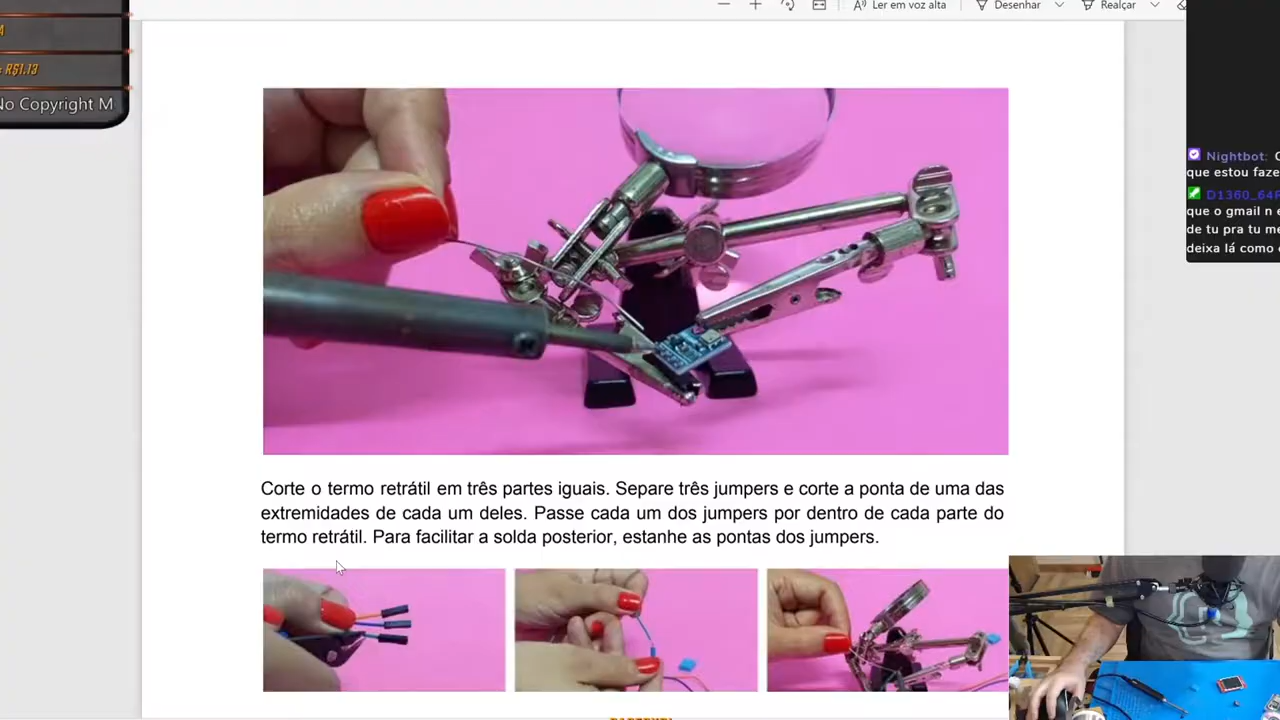 Ler em voz alta
Desenhar
Realçar
R$1.13
No Copyright M
Nightbot:
que estou faze
D1360_64
que o gmail n e
de tu pra tu me
deixa lá como
Corte o termo retrátil em três partes iguais. Separe três jumpers e corte a ponta de uma das
extremidades de cada um deles. Passe cada um dos jumpers por dentro de cada parte do
termo retrátil. Para facilitar a solda posterior, estanhe as pontas dos jumpers.